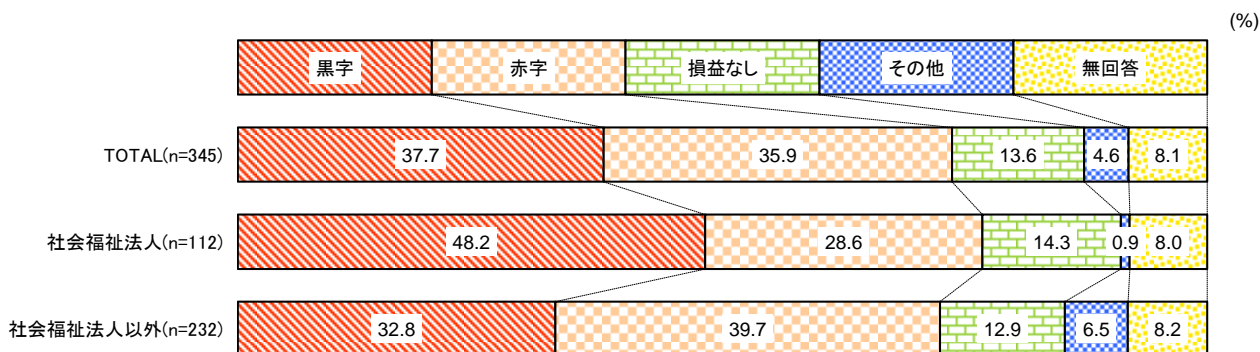 (%)
黒字 赤字 損益なし その他 無回答
TOTAL(n=345) 37.7 35.9 13.6 4.6 8.1
社会福祉法人(n=112) 48.2 28.6 14.3 0.9 8.0
社会福祉法人以外(n=232) 32.8 39.7 12.9 6.5 8.2